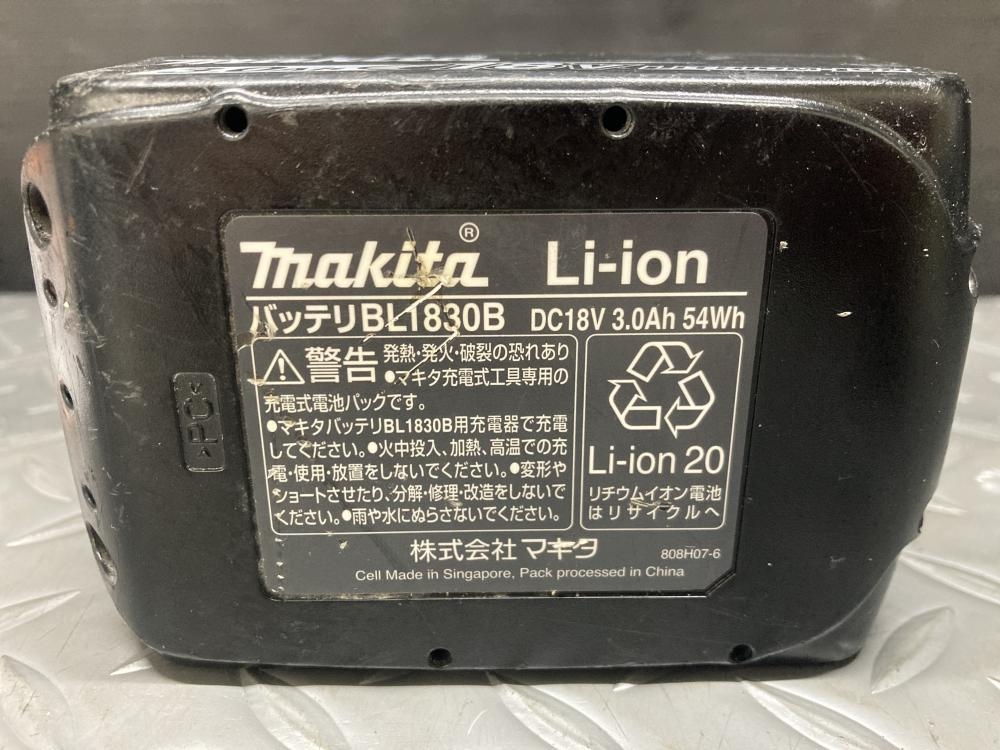 makita® Li-ion
バッテリBL1830B DC18V 3.0Ah 54Wh
警告 発熱・発火・破裂の恐れあり
●マキタ充電式工具専用の
充電式電池パックです。
●マキタバッテリBL1830B用充電器で充電
してください。●火中投入、加熱、高温での充
電・使用・放置をしないでください。●変形や
ショートさせたり、分解・修理・改造をしないで
ください。●雨や水にぬらさないでください。
Li-ion 20
リチウムイオン電池
はリサイクルへ
株式会社 マキタ 808H07-6
Cell Made in Singapore, Pack processed in China
>PC<